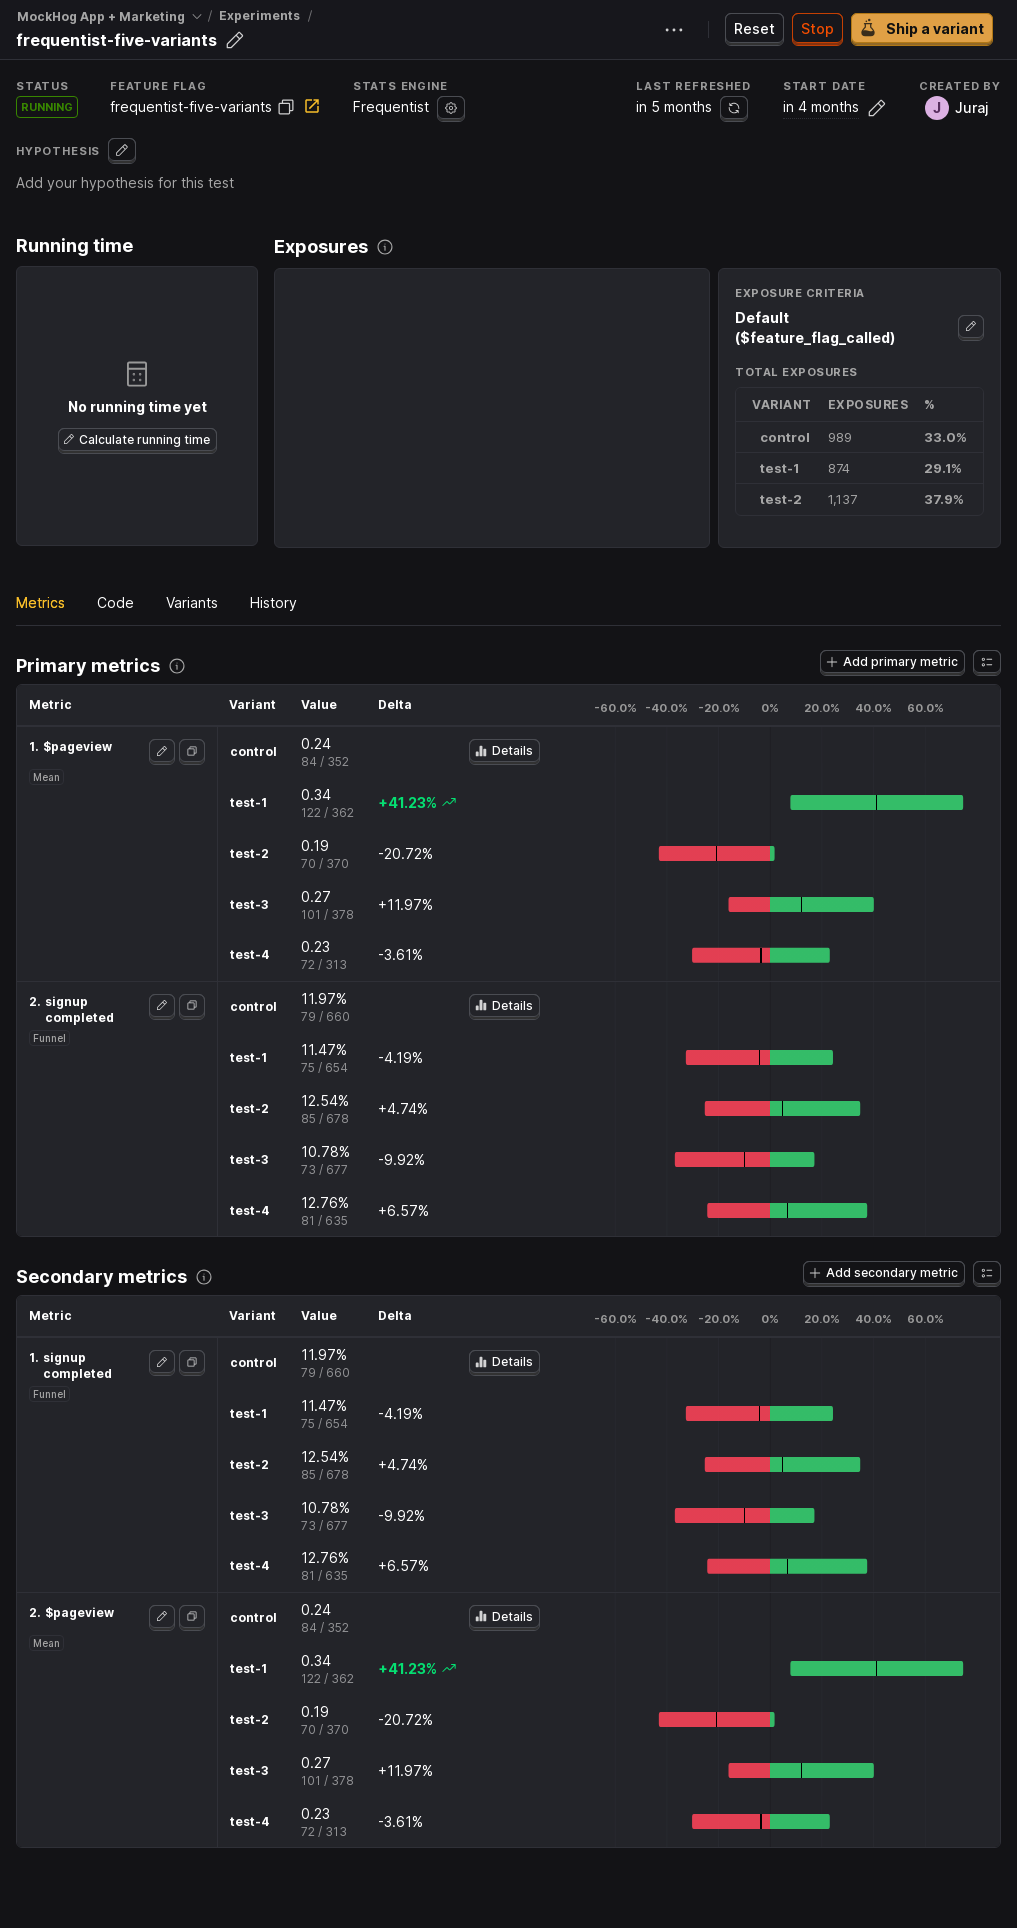 MockHog App + Marketing / Experiments /
frequentist-five-variants
Reset
Stop
Ship a variant
STATUS
RUNNING
FEATURE FLAG
frequentist-five-variants
STATS ENGINE
Frequentist
LAST REFRESHED
in 5 months
START DATE
in 4 months
CREATED BY
J Juraj
HYPOTHESIS
Add your hypothesis for this test
Running time
No running time yet
Calculate running time
Exposures
EXPOSURE CRITERIA
Default
($feature_flag_called)
TOTAL EXPOSURES
VARIANT EXPOSURES %
control 989 33.0%
test-1 874 29.1%
test-2 1,137 37.9%
Metrics Code Variants History
Primary metrics
Add primary metric
Metric Variant Value Delta -60.0% -40.0% -20.0% 0% 20.0% 40.0% 60.0%
1. $pageview
Mean
control 0.24 Details
84 / 352
test-1 0.34 +41.23%
122 / 362
test-2 0.19 -20.72%
70 / 370
test-3 0.27 +11.97%
101 / 378
test-4 0.23 -3.61%
72 / 313
2. signup
completed
Funnel
control 11.97% Details
79 / 660
test-1 11.47% -4.19%
75 / 654
test-2 12.54% +4.74%
85 / 678
test-3 10.78% -9.92%
73 / 677
test-4 12.76% +6.57%
81 / 635
Secondary metrics
Add secondary metric
Metric Variant Value Delta -60.0% -40.0% -20.0% 0% 20.0% 40.0% 60.0%
1. signup
completed
Funnel
control 11.97% Details
79 / 660
test-1 11.47% -4.19%
75 / 654
test-2 12.54% +4.74%
85 / 678
test-3 10.78% -9.92%
73 / 677
test-4 12.76% +6.57%
81 / 635
2. $pageview
Mean
control 0.24 Details
84 / 352
test-1 0.34 +41.23%
122 / 362
test-2 0.19 -20.72%
70 / 370
test-3 0.27 +11.97%
101 / 378
test-4 0.23 -3.61%
72 / 313